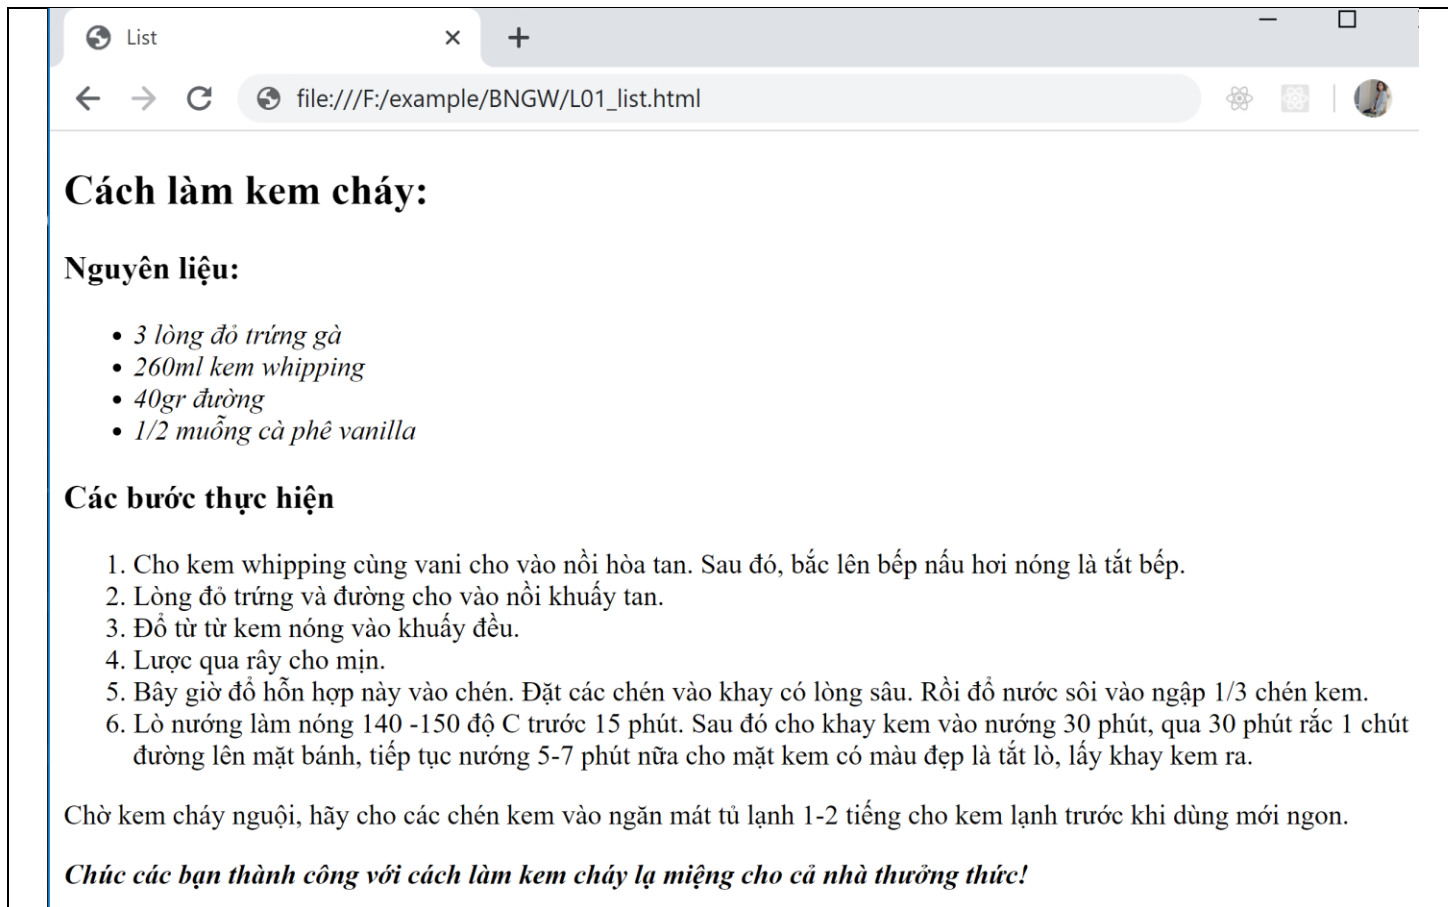 List
file:///F:/example/BNGW/L01_list.html
Cách làm kem cháy:
Nguyên liệu:
• 3 lòng đỏ trứng gà
• 260ml kem whipping
• 40gr đường
• 1/2 muỗng cà phê vanilla
Các bước thực hiện
1. Cho kem whipping cùng vani cho vào nồi hòa tan. Sau đó, bắc lên bếp nấu hơi nóng là tắt bếp.
2. Lòng đỏ trứng và đường cho vào nồi khuấy tan.
3. Đổ từ từ kem nóng vào khuấy đều.
4. Lược qua rây cho mịn.
5. Bây giờ đổ hỗn hợp này vào chén. Đặt các chén vào khay có lòng sâu. Rồi đổ nước sôi vào ngập 1/3 chén kem.
6. Lò nướng làm nóng 140 -150 độ C trước 15 phút. Sau đó cho khay kem vào nướng 30 phút, qua 30 phút rắc 1 chút
đường lên mặt bánh, tiếp tục nướng 5-7 phút nữa cho mặt kem có màu đẹp là tắt lò, lấy khay kem ra.
Chờ kem cháy nguội, hãy cho các chén kem vào ngăn mát tủ lạnh 1-2 tiếng cho kem lạnh trước khi dùng mới ngon.
Chúc các bạn thành công với cách làm kem cháy lạ miệng cho cả nhà thưởng thức!